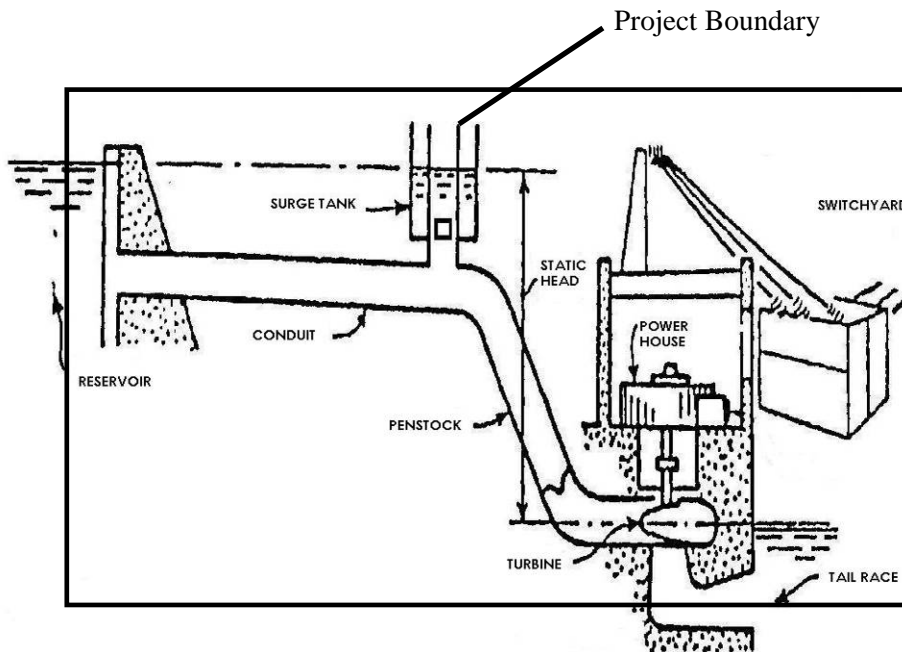 Project Boundary
SURGE TANK
SWITCHYARD
STATIC
HEAD
CONDUIT
POWER
HOUSE
RESERVOIR
PENSTOCK
TURBINE
TAIL RACE